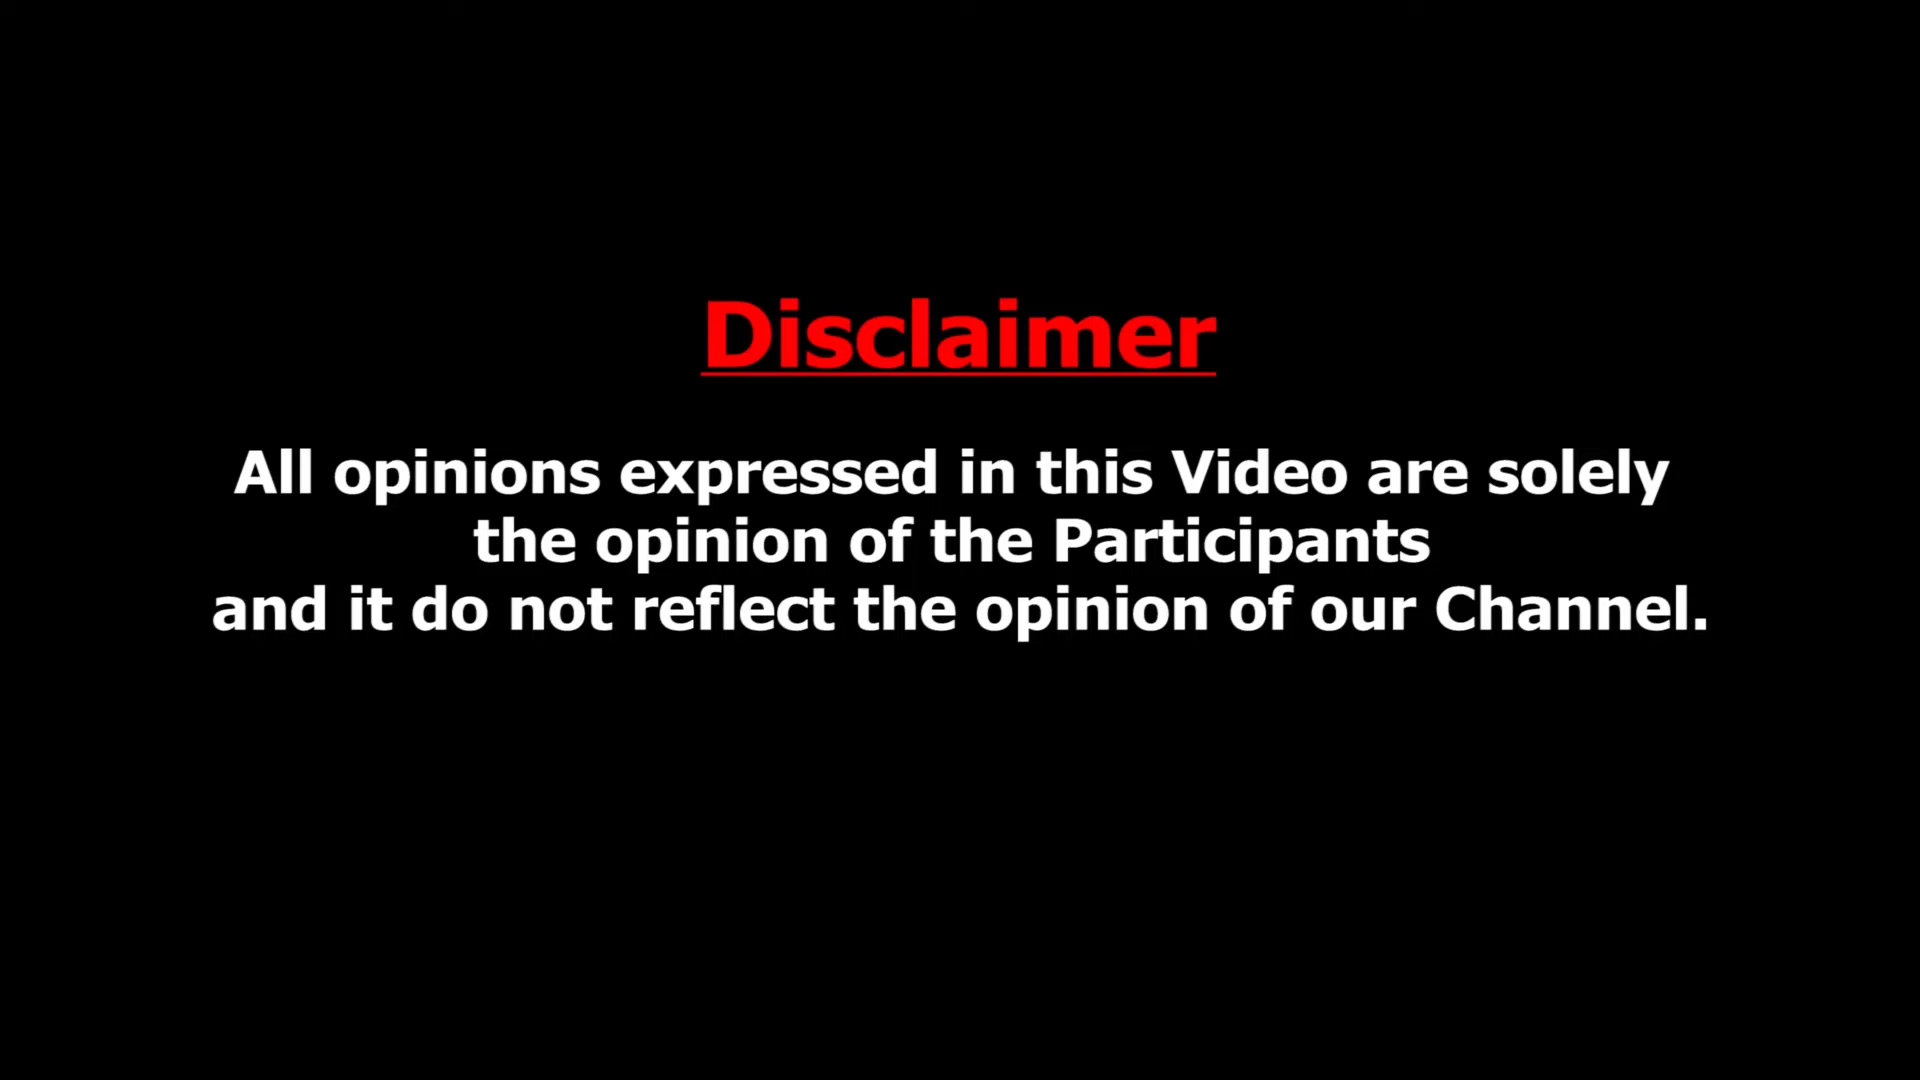 Disclaimer
All opinions expressed in this Video are solely
the opinion of the Participants
and it do not reflect the opinion of our Channel.